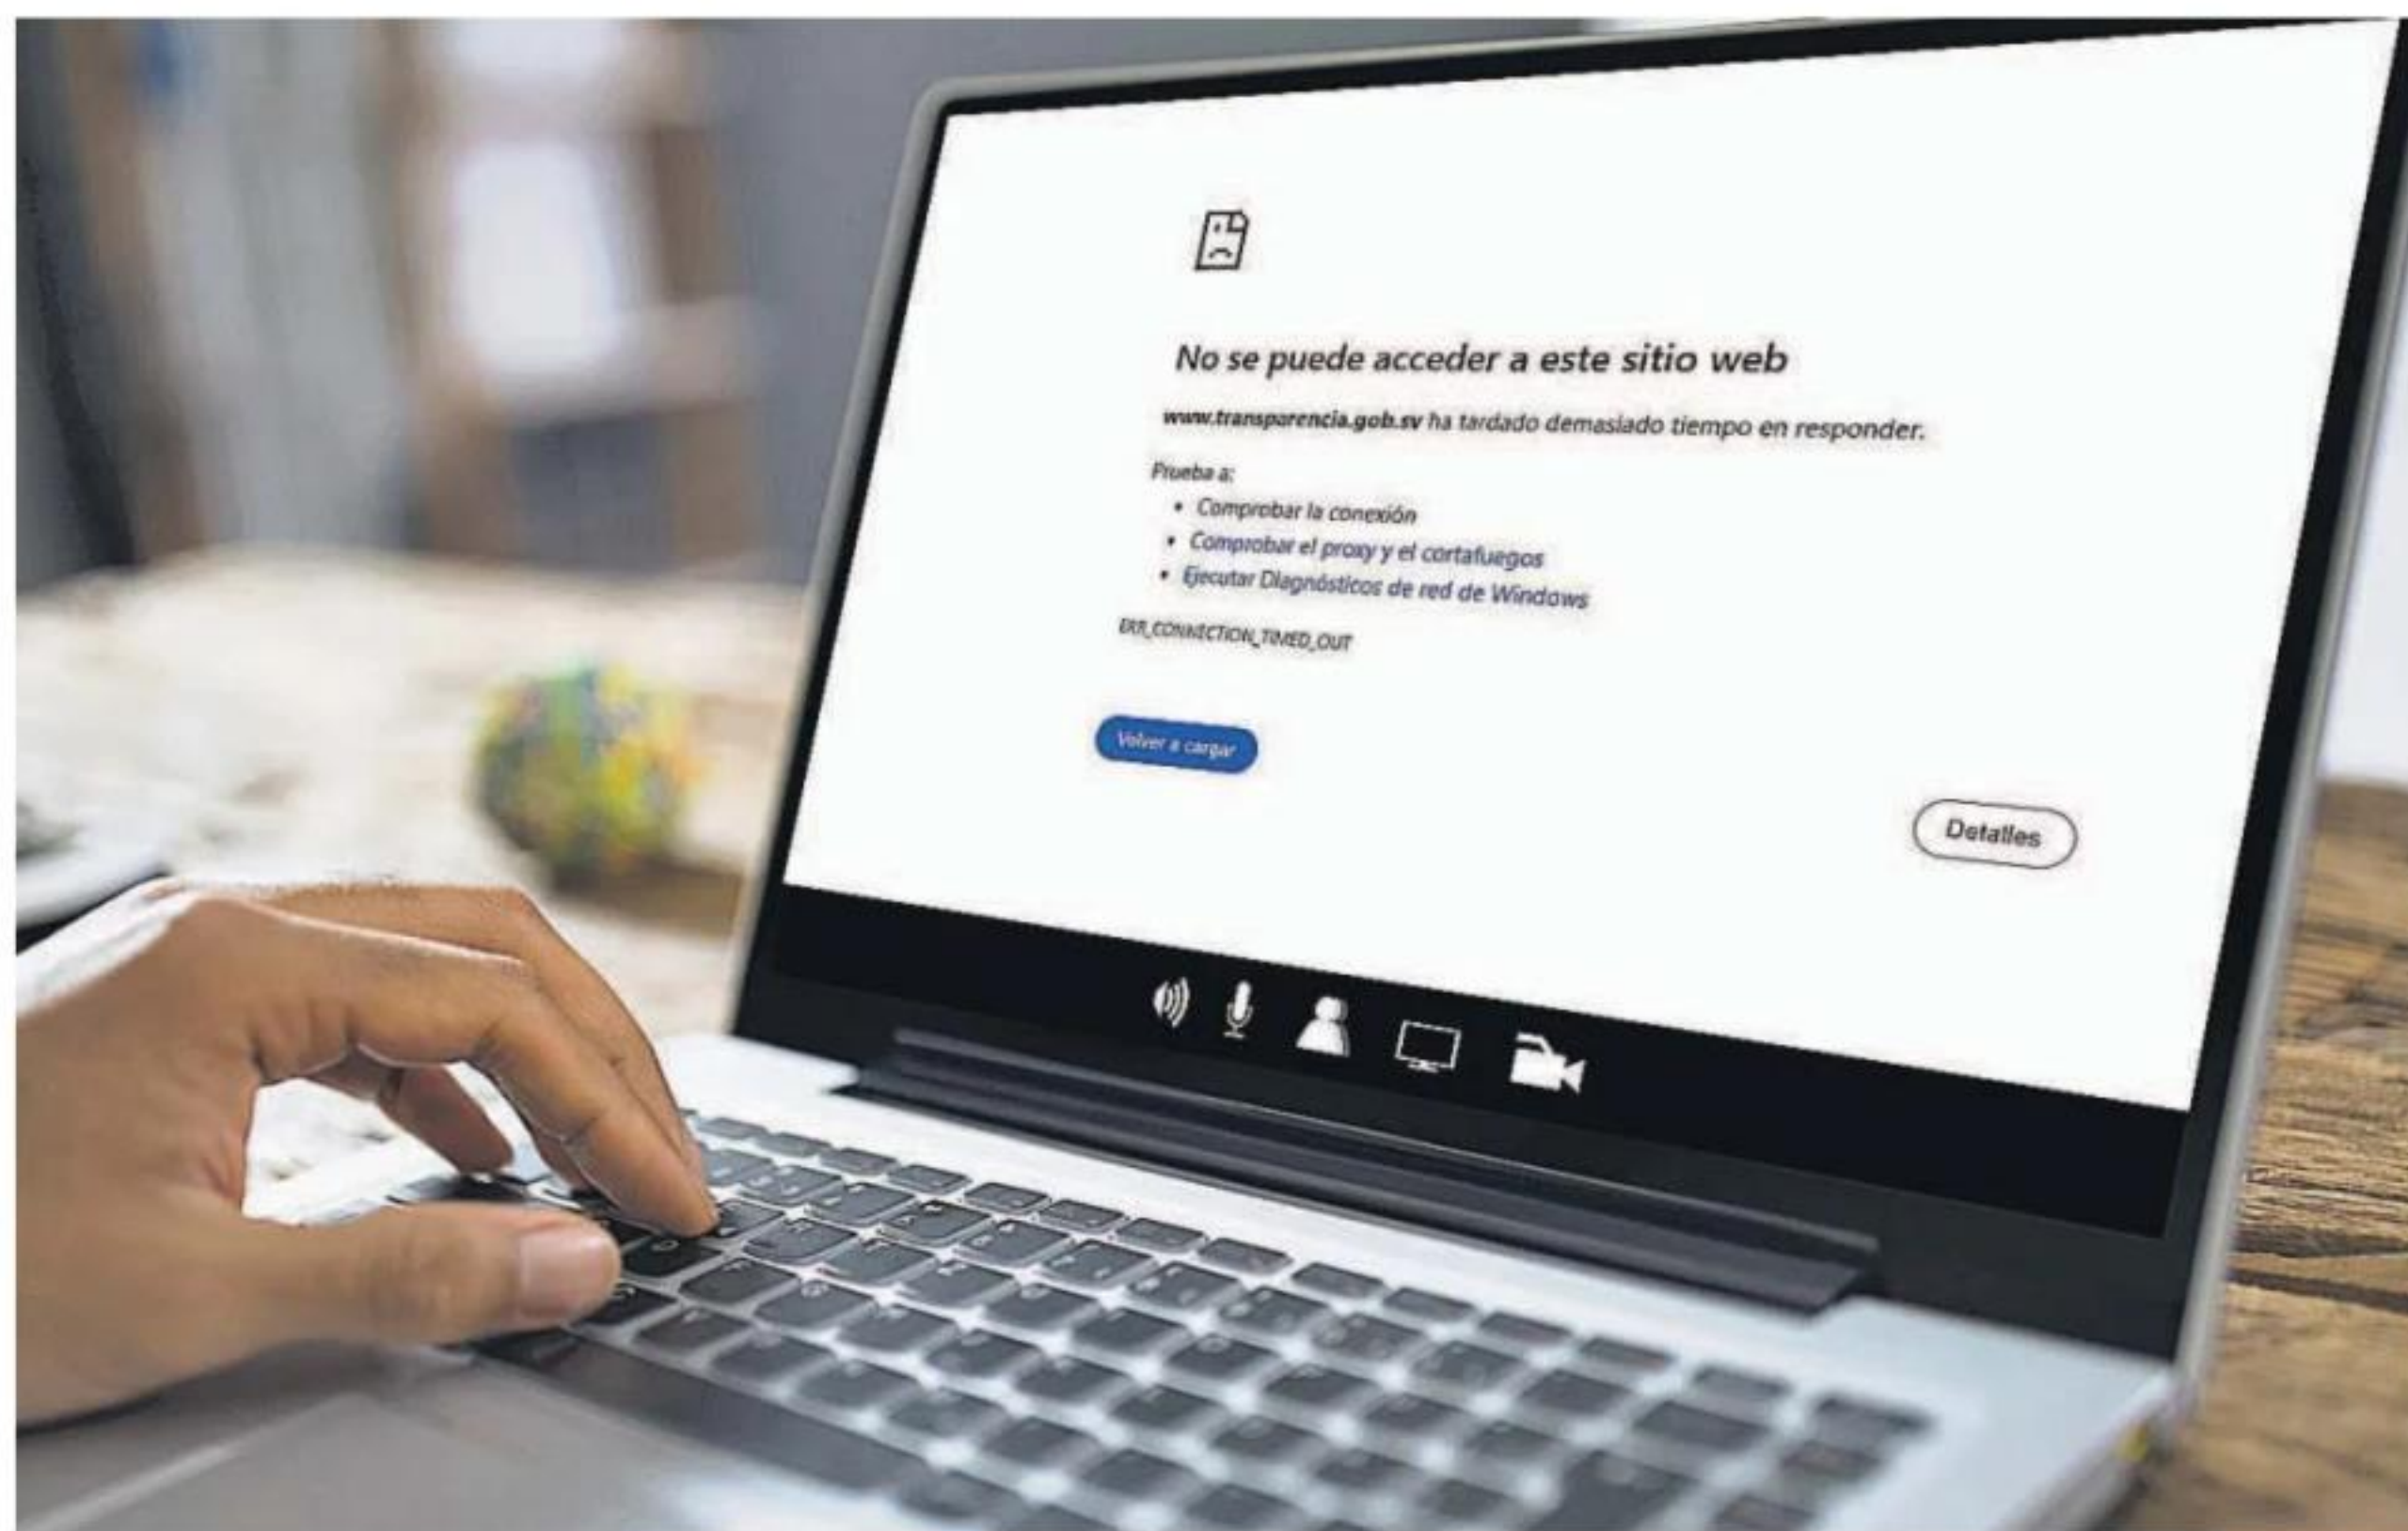 No se puede acceder a este sitio web
www.transparencia.gob.sv ha tardado demasiado tiempo en responder.
Prueba a:
• Comprobar la conexión
• Comprobar el proxy y el cortafuegos
• Ejecutar Diagnósticos de red de Windows
ERR_CONNECTION_TIMED_OUT
Volver a cargar
Detalles